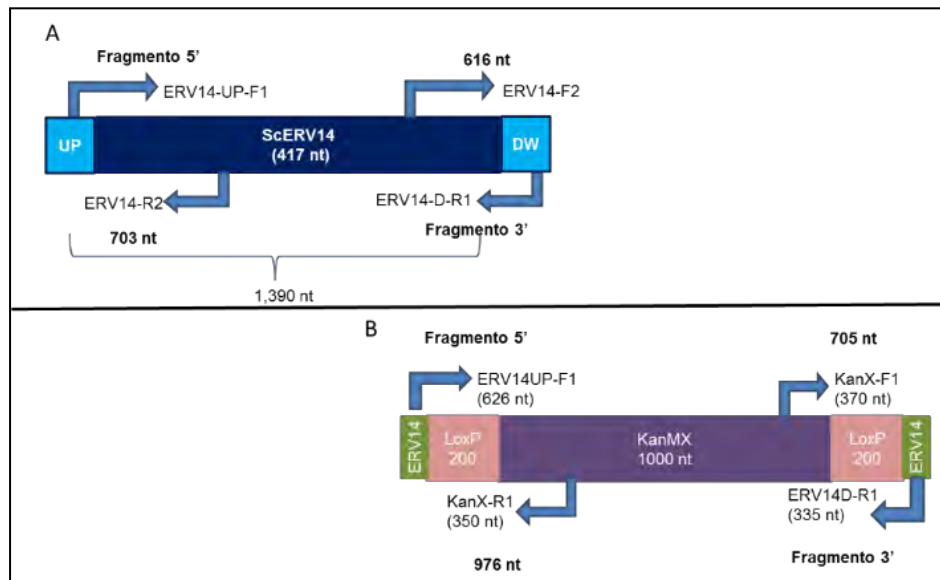 A
Fragmento 5’
616 nt
ERV14-UP-F1
ERV14-F2
UP
ScERV14
(417 nt)
DW
ERV14-R2
ERV14-D-R1
703 nt
Fragmento 3’
1,390 nt
B
Fragmento 5’
705 nt
ERV14UP-F1
(626 nt)
KanX-F1
(370 nt)
ERV14
LoxP
200
KanMX
1000 nt
LoxP
200
ERV14
KanX-R1
(350 nt)
ERV14D-R1
(335 nt)
976 nt
Fragmento 3’